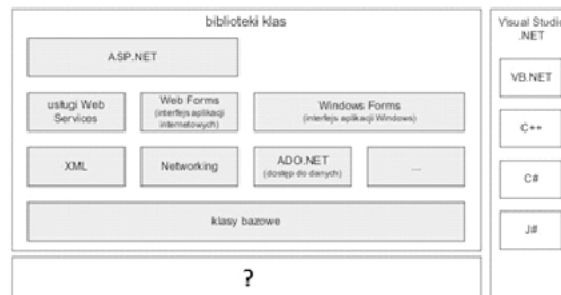 biblioteki klas
ASP.NET
usługi Web
Services
Web Forms
(interfejs aplikacji
internetowych)
Windows Forms
(interfejs aplikacji Windows)
XML
Networking
ADO.NET
(dostęp do danych)
...
klasy bazowe
?
Visual Studio
.NET
VB.NET
C++
C#
J#